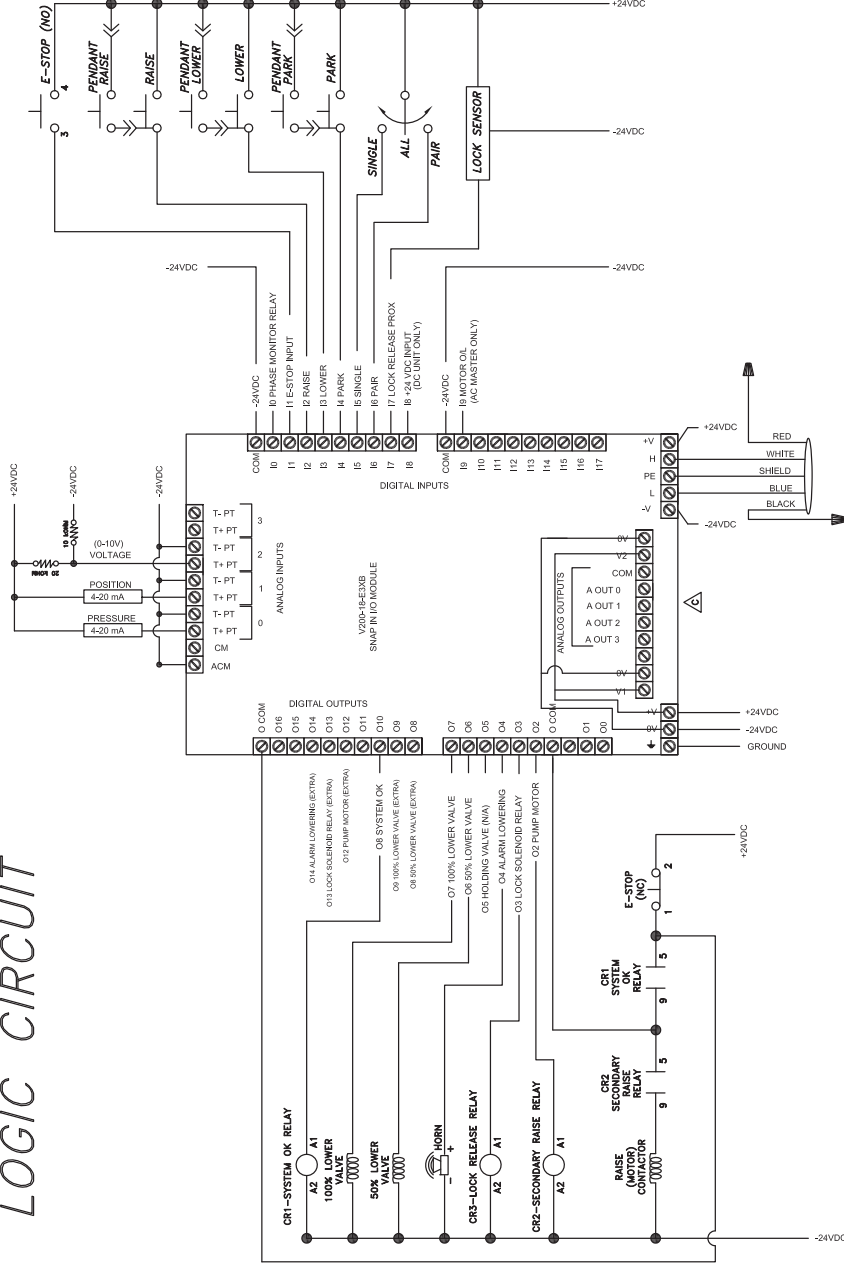 LOGIC CIRCUIT
+24VDC
E-STOP (NO)
3
4
PENDANT
RAISE
RAISE
PENDANT
LOWER
LOWER
PENDANT
PARK
PARK
SINGLE
ALL
PAIR
LOCK SENSOR
-24VDC
-24VDC
-24VDC
-24VDC
I0 PHASE MONITOR RELAY
I1 E-STOP INPUT
I2 RAISE
I3 LOWER
I4 PARK
I5 SINGLE
I6 PAIR
I7 LOCK RELEASE PROX
I8 +24 VDC INPUT
(DC UNIT ONLY)
-24VDC
I9 MOTOR O/L
(AC MASTER ONLY)
COM
I0
I1
I2
I3
I4
I5
I6
I7
I8
COM
I9
I10
I11
I12
I13
I14
I15
I16
I17
DIGITAL INPUTS
+24VDC
-24VDC
-24VDC
20 KOHM
10 KOHM
(0-10V)
VOLTAGE
POSITION
4-20 mA
PRESSURE
4-20 mA
T- PT
T+ PT
3
T- PT
T+ PT
2
T- PT
T+ PT
1
T- PT
T+ PT
0
CM
ACM
ANALOG INPUTS
V200-18-E3XB
SNAP IN I/O MODULE
+V
H
PE
L
-V
+24VDC
-24VDC
RED
WHITE
SHIELD
BLUE
BLACK
0V
V2
COM
A OUT 0
A OUT 1
A OUT 2
A OUT 3
0V
V1
ANALOG OUTPUTS
C
+V
0V
+24VDC
-24VDC
GROUND
DIGITAL OUTPUTS
O COM
O16
O15
O14
O13
O12
O11
O10
O9
O8
O7
O6
O5
O4
O3
O2
O COM
O1
O0
O14 ALARM LOWERING (EXTRA)
O13 LOCK SOLENOID RELAY (EXTRA)
O12 PUMP MOTOR (EXTRA)
O8 SYSTEM OK
O9 100% LOWER VALVE (EXTRA)
O8 50% LOWER VALVE (EXTRA)
O7 100% LOWER VALVE
O6 50% LOWER VALVE
O5 HOLDING VALVE (N/A)
O4 ALARM LOWERING
O3 LOCK SOLENOID RELAY
O2 PUMP MOTOR
CR1-SYSTEM OK RELAY
A2
A1
100% LOWER
VALVE
50% LOWER
VALVE
HORN
-
+
CR3-LOCK RELEASE RELAY
A2
A1
CR2-SECONDARY RAISE RELAY
A2
A1
RAISE
(MOTOR)
CONTACTOR
CR2
SECONDARY
RAISE
RELAY
9
5
CR1
SYSTEM
OK
RELAY
9
5
E-STOP
(NC)
1
2
+24VDC
-24VDC